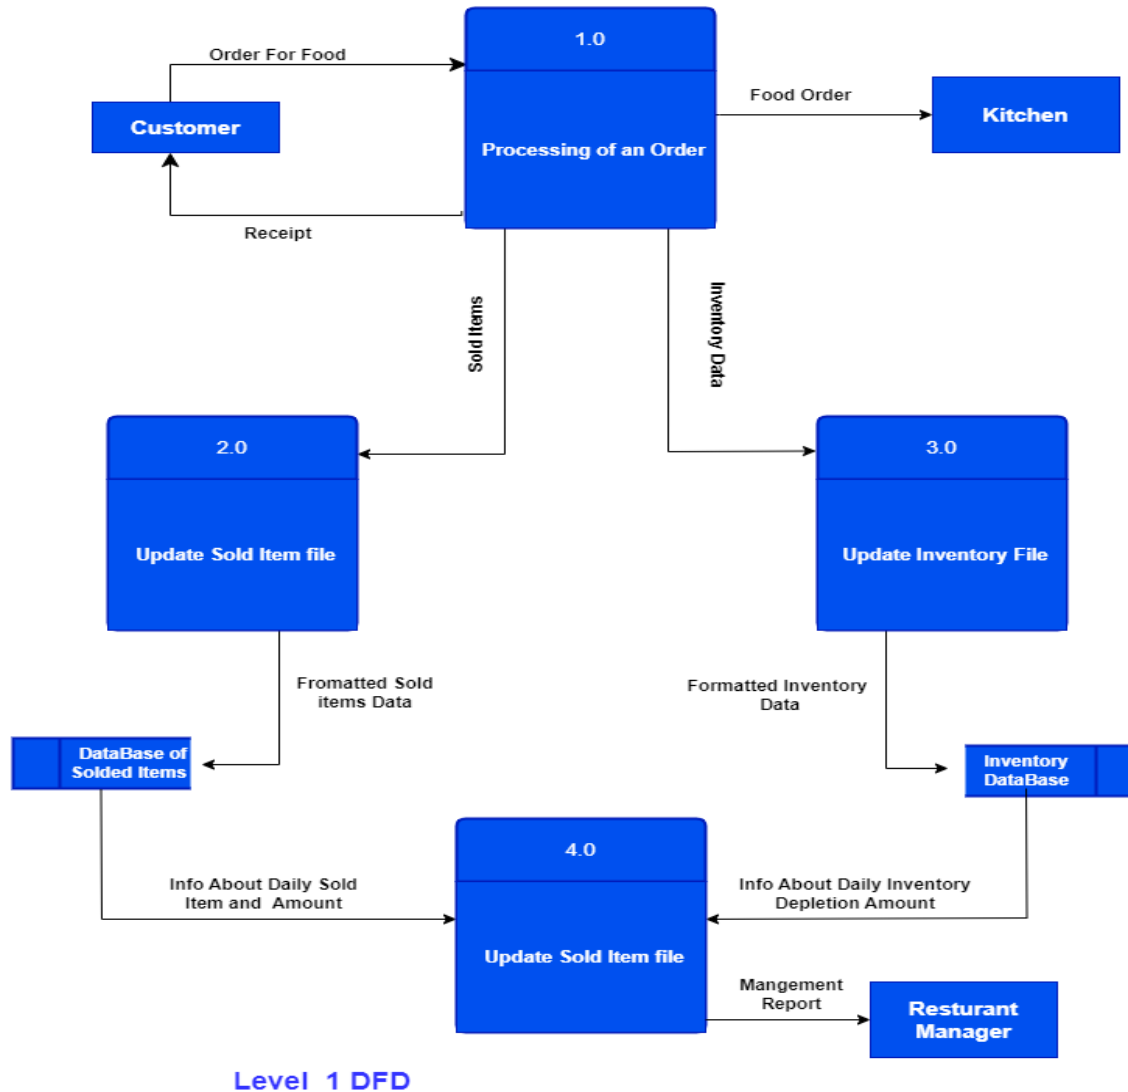 1.0
Order For Food
Food Order
Customer
Kitchen
Processing of an Order
Receipt
Sold Items
Inventory Data
2.0
3.0
Update Sold Item file
Update Inventory File
Fromatted Sold
items Data
Formatted Inventory
Data
DataBase of
Solded Items
Inventory
DataBase
4.0
Info About Daily Sold
Item and Amount
Info About Daily Inventory
Depletion Amount
Update Sold Item file
Mangement
Report
Resturant
Manager
Level 1 DFD